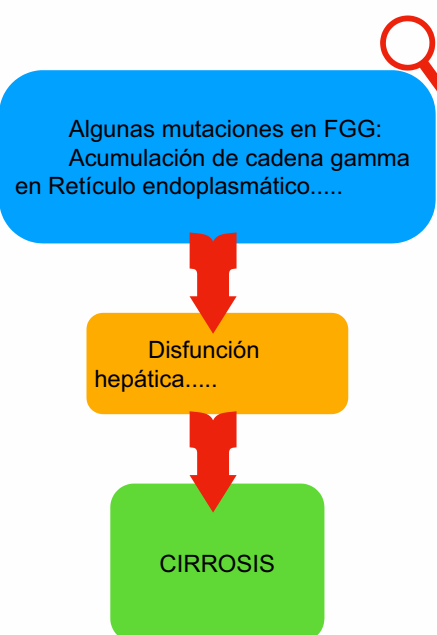 Algunas mutaciones en FGG:
Acumulación de cadena gamma
en Retículo endoplasmático.....
Disfunción
hepática.....
CIRROSIS